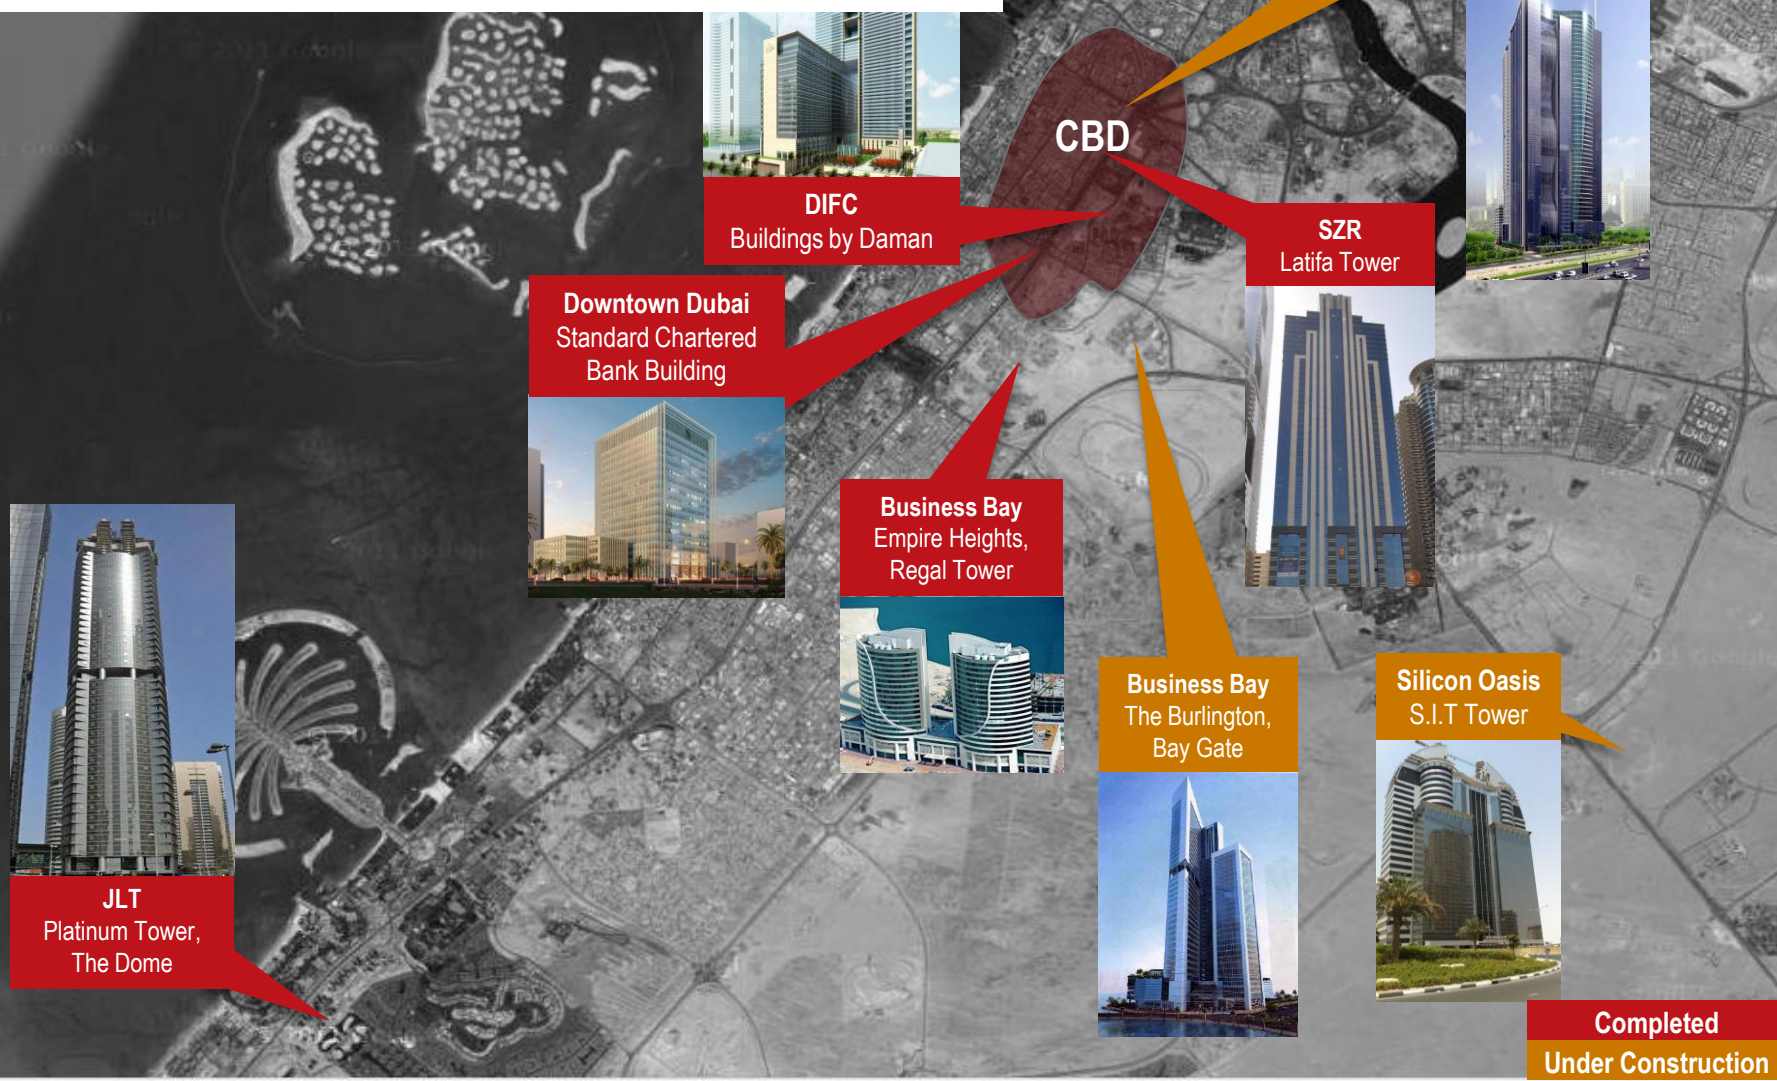 CBD
DIFC
Buildings by Daman
SZR
Latifa Tower
Downtown Dubai
Standard Chartered
Bank Building
Business Bay
Empire Heights,
Regal Tower
Business Bay
The Burlington,
Bay Gate
Silicon Oasis
S.I.T Tower
JLT
Platinum Tower,
The Dome
Completed
Under Construction